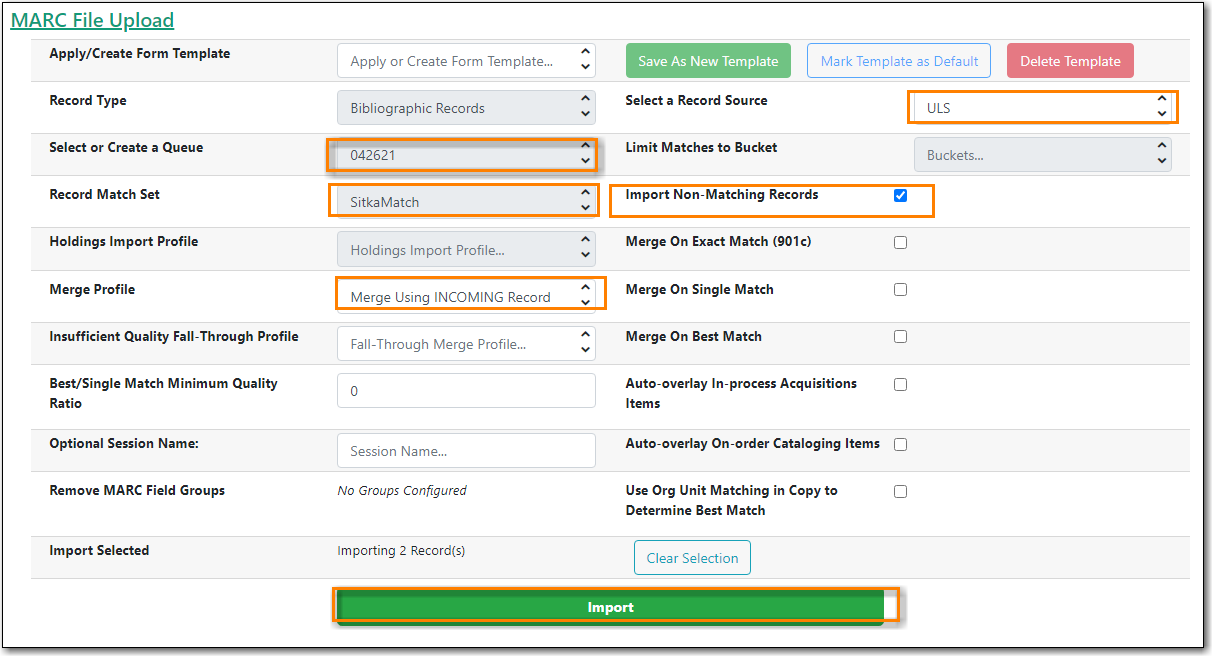 MARC File Upload
Apply/Create Form Template
Apply or Create Form Template...
Save As New Template
Mark Template as Default
Delete Template
Record Type
Bibliographic Records
Select a Record Source
ULS
Select or Create a Queue
042621
Limit Matches to Bucket
Buckets...
Record Match Set
SitkaMatch
Import Non-Matching Records
Holdings Import Profile
Holdings Import Profile...
Merge On Exact Match (901c)
Merge Profile
Merge Using INCOMING Record
Merge On Single Match
Insufficient Quality Fall-Through Profile
Fall-Through Merge Profile...
Merge On Best Match
Best/Single Match Minimum Quality
Ratio
0
Auto-overlay In-process Acquisitions
Items
Optional Session Name:
Session Name...
Auto-overlay On-order Cataloging Items
Remove MARC Field Groups
No Groups Configured
Use Org Unit Matching in Copy to
Determine Best Match
Import Selected
Importing 2 Record(s)
Clear Selection
Import